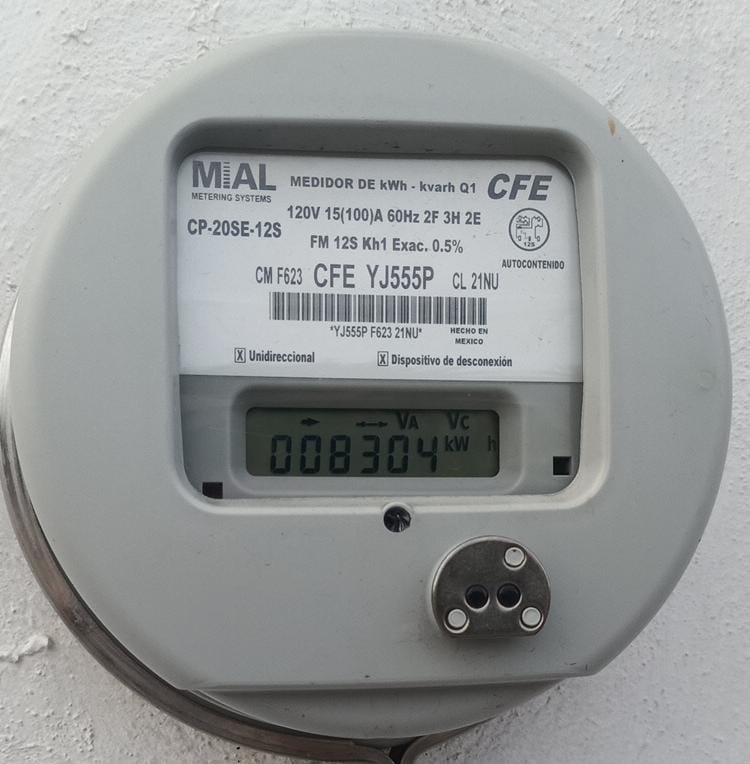 MIAL MEDIDOR DE kWh - kvarh Q1 CFE
METERING SYSTEMS
CP-20SE-12S 120V 15(100)A 60Hz 2F 3H 2E
FM 12S Kh1 Exac. 0.5%
12S
AUTOCONTENIDO
CM F623 CFE YJ555P CL 21NU
*YJ555P F623 21NU*
HECHO EN
MEXICO
X Unidireccional X Dispositivo de desconexión
VA VC
008304 kW h